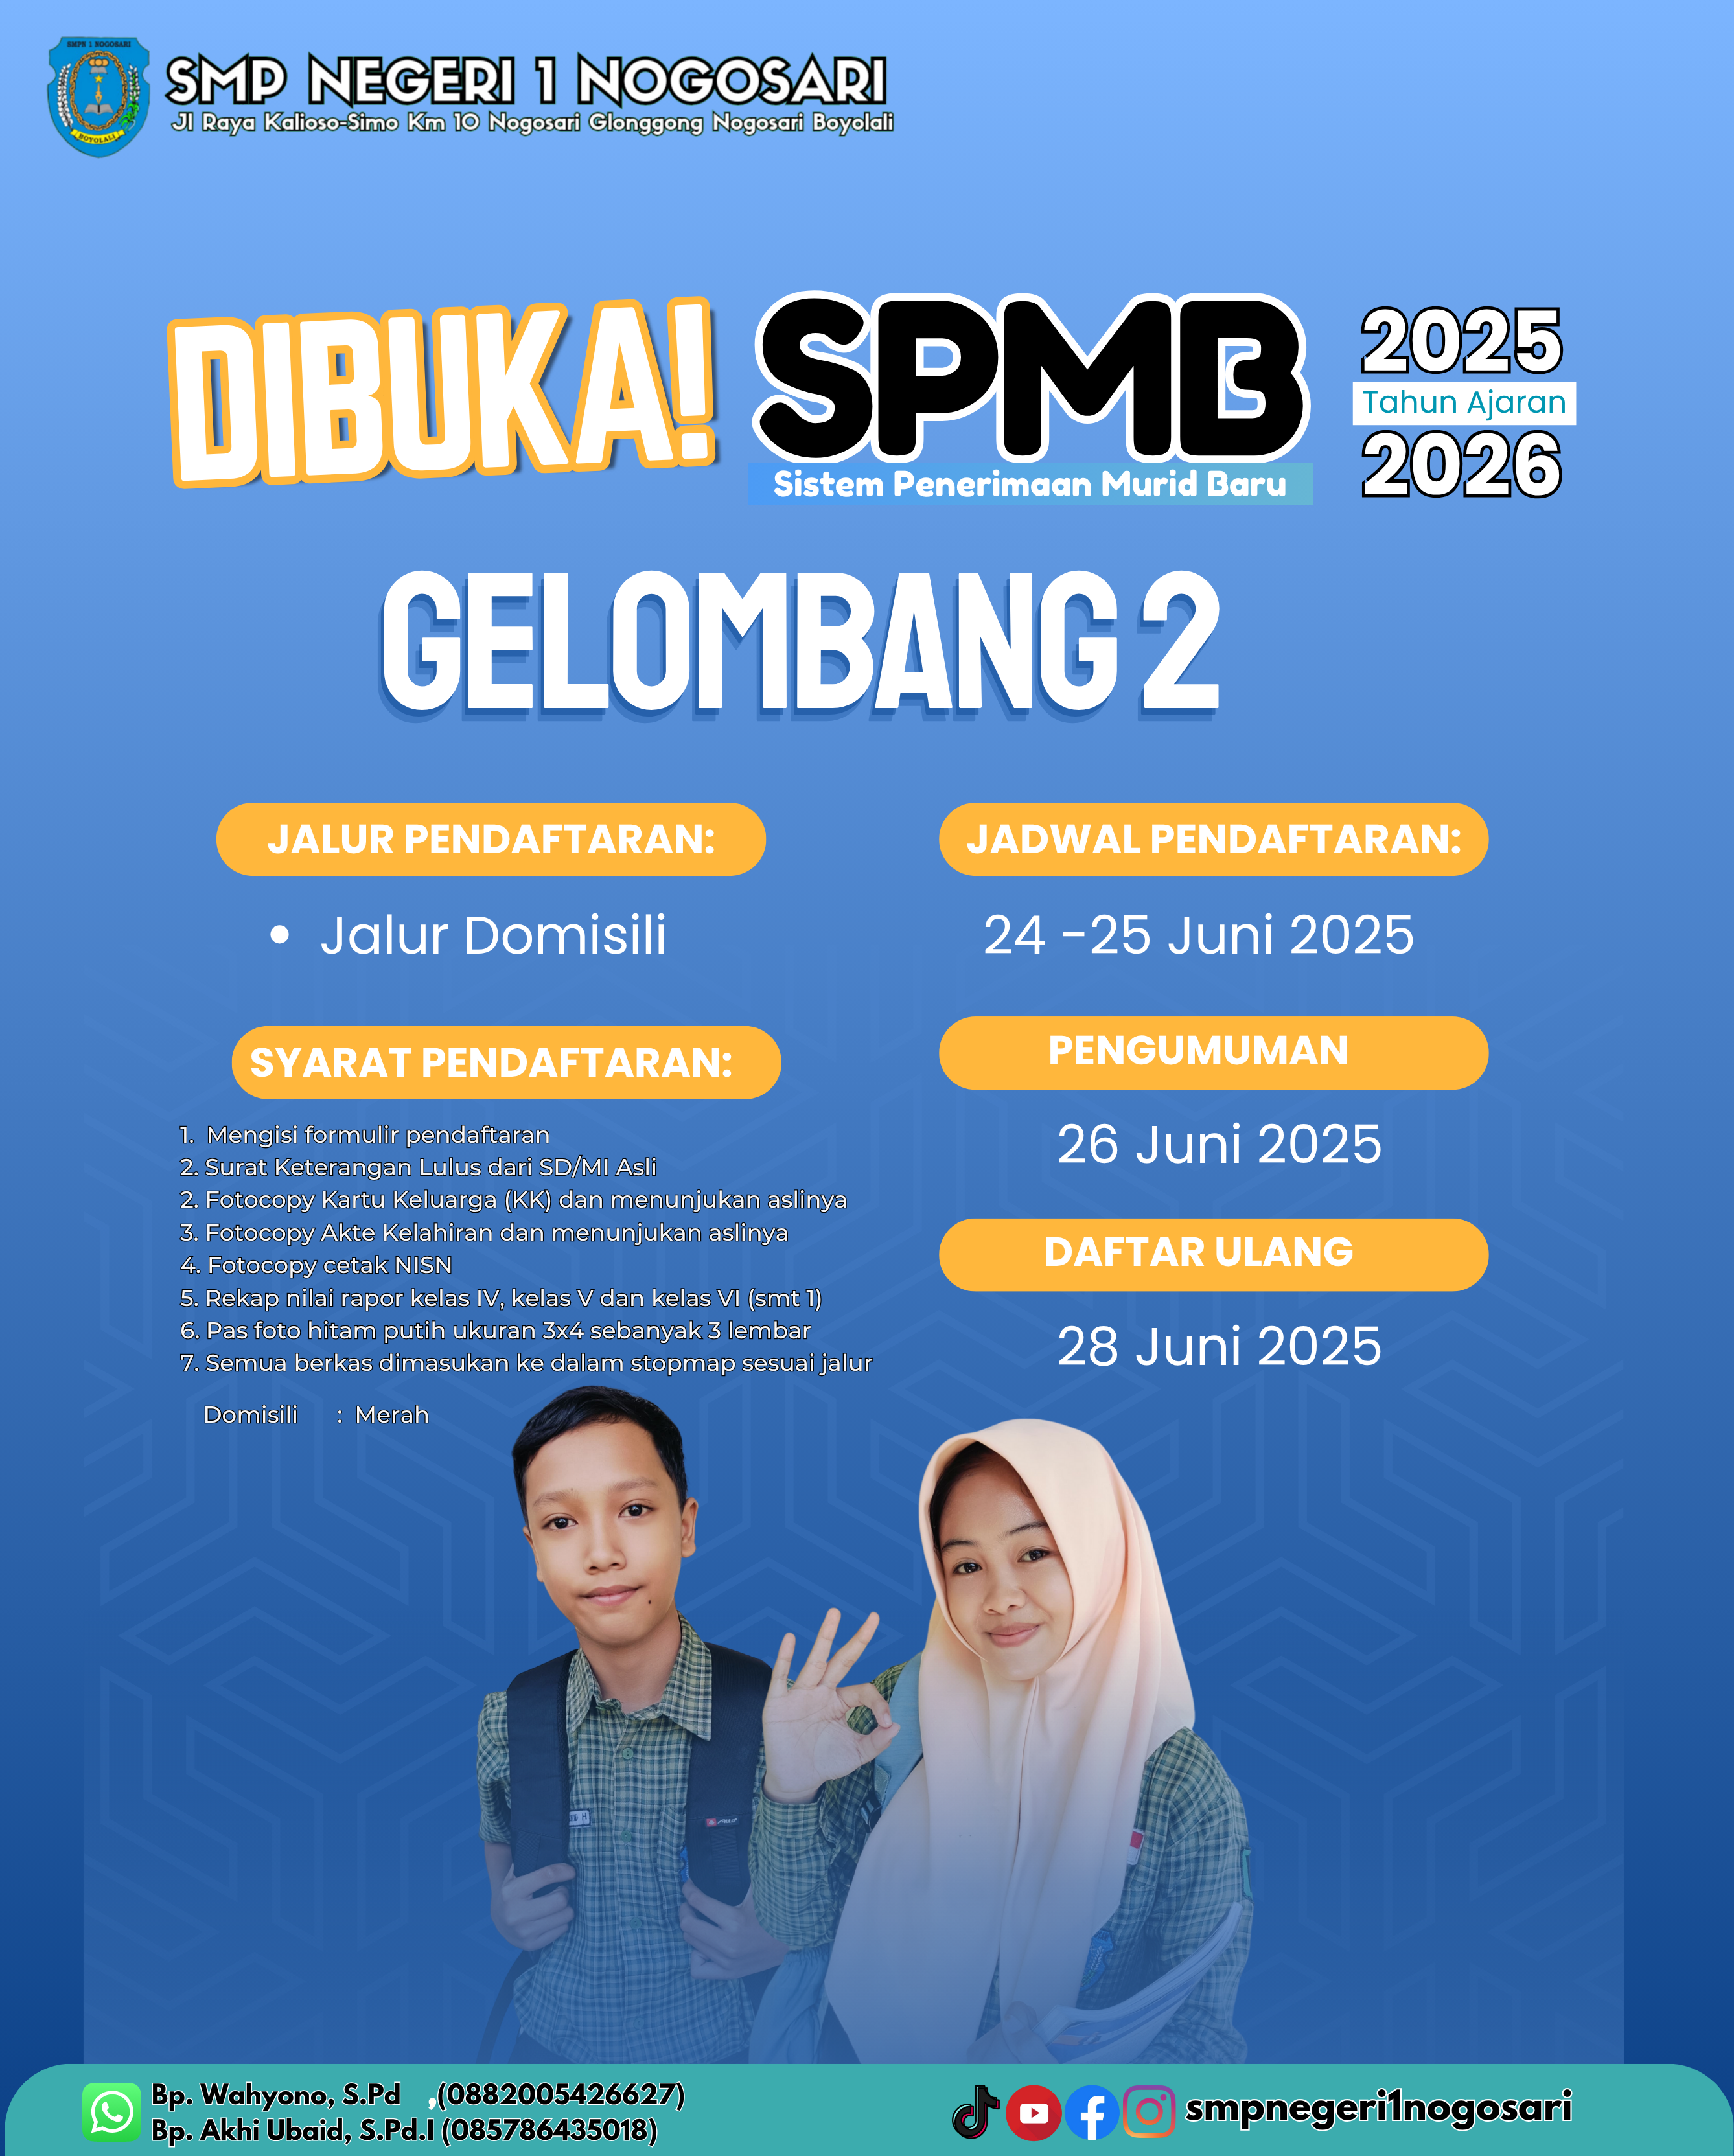 SMPN 1 NOGOSARI
BOYOLALI
SMP NEGERI 1 NOGOSARI
Jl Raya Kalioso-Simo Km 10 Nogosari Glonggong Nogosari Boyolali
DIBUKA!
SPMB
Sistem Penerimaan Murid Baru
2025
Tahun Ajaran
2026
GELOMBANG 2
JALUR PENDAFTARAN:
• Jalur Domisili
SYARAT PENDAFTARAN:
1. Mengisi formulir pendaftaran
2. Surat Keterangan Lulus dari SD/MI Asli
2. Fotocopy Kartu Keluarga (KK) dan menunjukan aslinya
3. Fotocopy Akte Kelahiran dan menunjukan aslinya
4. Fotocopy cetak NISN
5. Rekap nilai rapor kelas IV, kelas V dan kelas VI (smt 1)
6. Pas foto hitam putih ukuran 3x4 sebanyak 3 lembar
7. Semua berkas dimasukan ke dalam stopmap sesuai jalur
Domisili : Merah
JADWAL PENDAFTARAN:
24 -25 Juni 2025
PENGUMUMAN
26 Juni 2025
DAFTAR ULANG
28 Juni 2025
Bp. Wahyono, S.Pd ,(0882005426627)
Bp. Akhi Ubaid, S.Pd.I (085786435018)
smpnegeri1nogosari